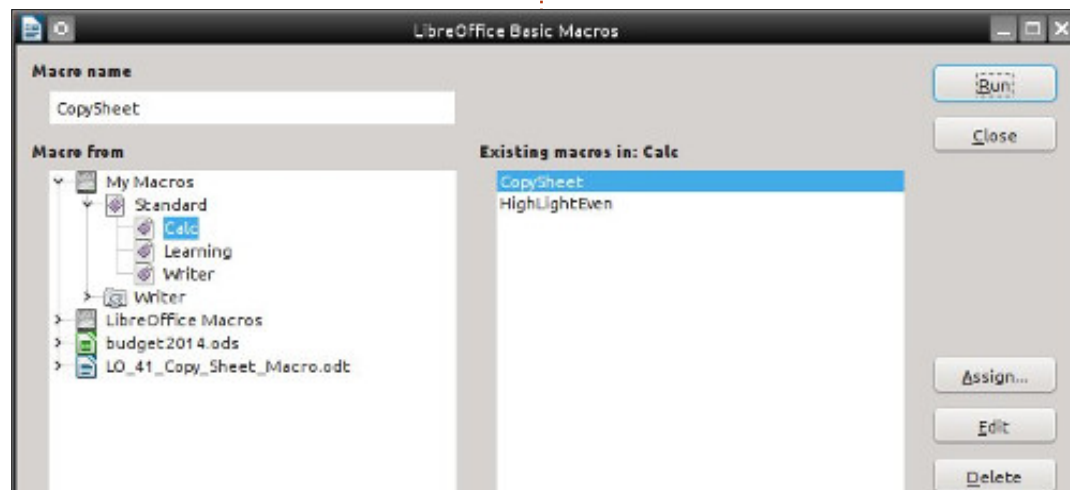 LibreOffice Basic Macros
Macro name
CopySheet
Run
Close
Macro from
My Macros
Standard
Calc
Learning
Writer
Writer
LibreOffice Macros
budget2014.ods
LO_41_Copy_Sheet_Macro.odt
Existing macros in: Calc
CopySheet
HighLightEven
Assign...
Edit
Delete